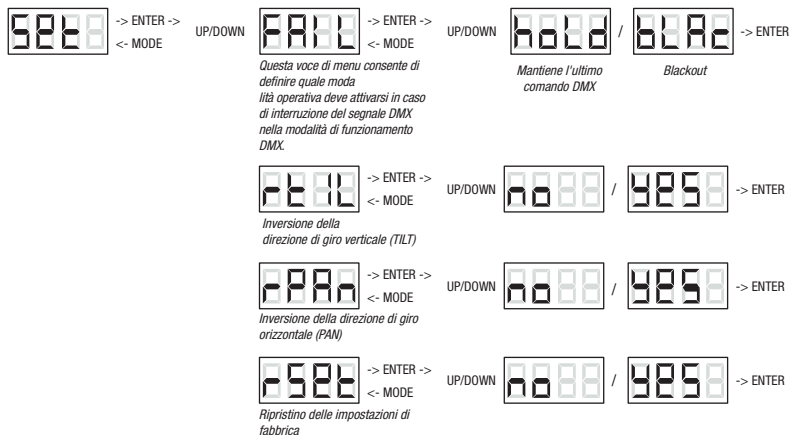 SEt -> ENTER -> UP/DOWN FAIL -> ENTER -> UP/DOWN hoLd / bLAc -> ENTER
<- MODE <- MODE
Questa voce di menu consente di
definire quale moda
lità operativa deve attivarsi in caso
di interruzione del segnale DMX
nella modalità di funzionamento
DMX.
Mantiene l'ultimo
comando DMX
Blackout
rtIL -> ENTER -> UP/DOWN no / YES -> ENTER
<- MODE
Inversione della
direzione di giro verticale (TILT)
rPAn -> ENTER -> UP/DOWN no / YES -> ENTER
<- MODE
Inversione della direzione di giro
orizzontale (PAN)
rSEt -> ENTER -> UP/DOWN no / YES -> ENTER
<- MODE
Ripristino delle impostazioni di
fabbrica